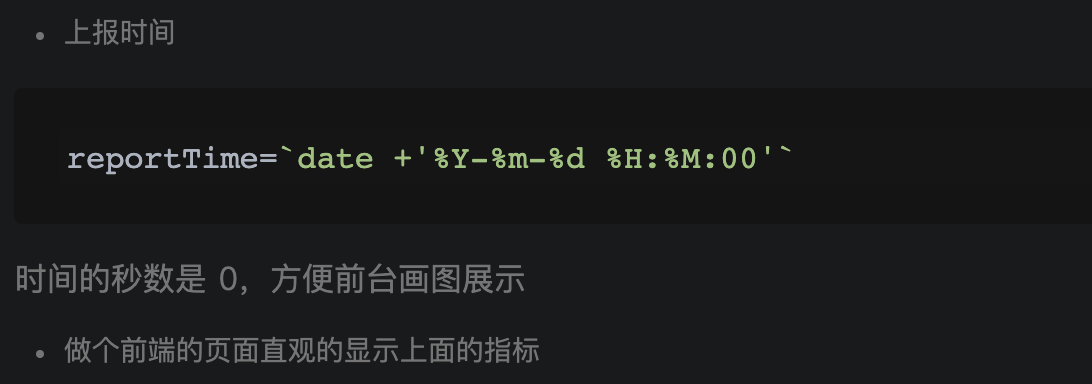 • 上报时间
reportTime=`date +'%Y-%m-%d %H:%M:00'`
时间的秒数是 0，方便前台画图展示
• 做个前端的页面直观的显示上面的指标